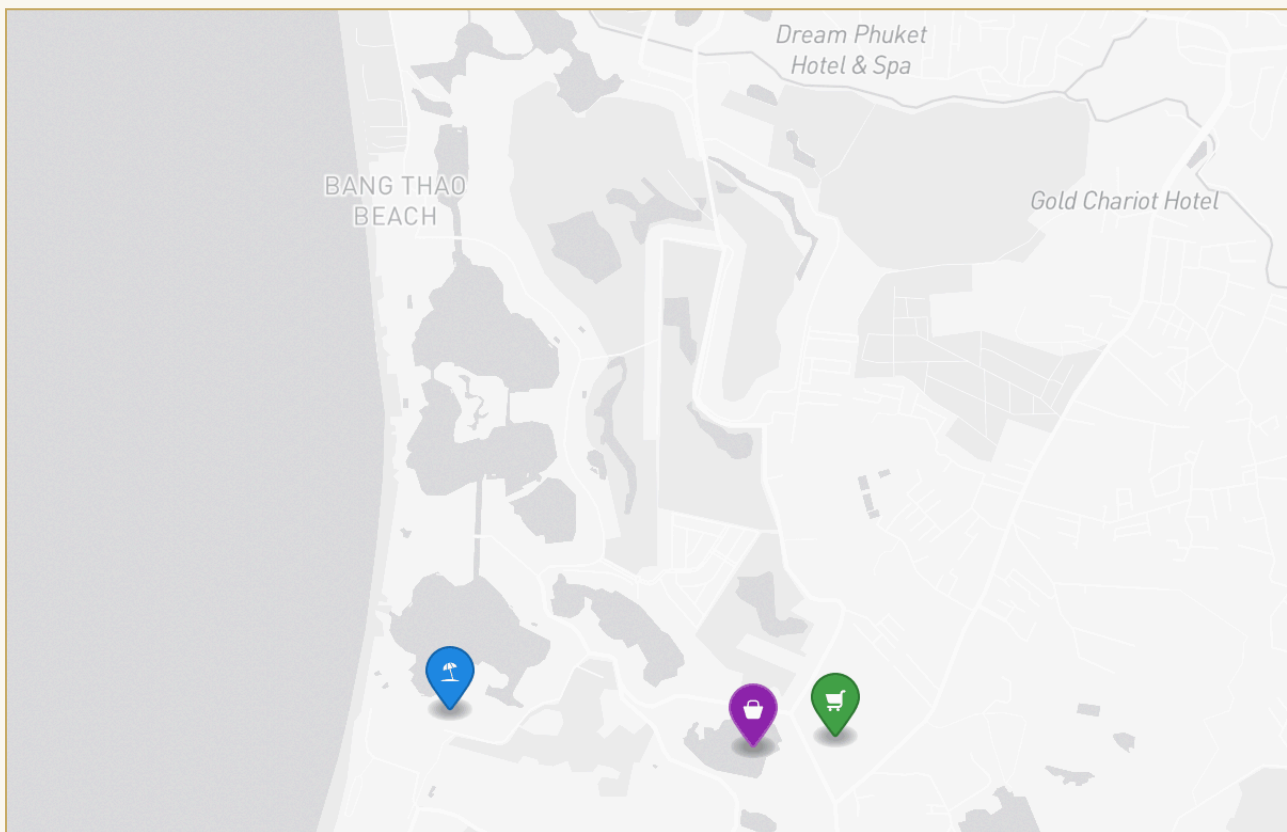 Dream Phuket
Hotel & Spa
BANG THAO
BEACH
Gold Chariot Hotel